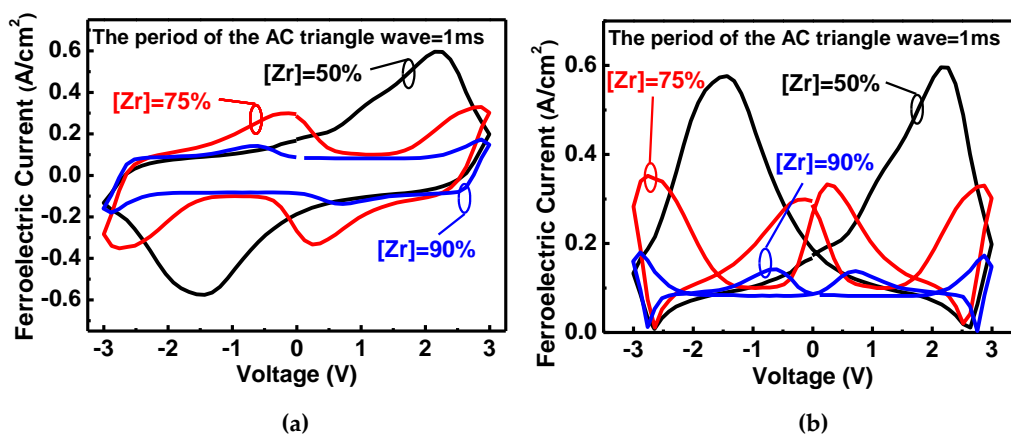 The period of the AC triangle wave=1ms
[Zr]=50%
[Zr]=75%
[Zr]=90%
Ferroelectric Current (A/cm²)
0.6
0.4
0.2
0.0
-0.2
-0.4
-0.6
-3 -2 -1 0 1 2 3
Voltage (V)
(a)
The period of the AC triangle wave=1ms
[Zr]=75%
[Zr]=50%
[Zr]=90%
Ferroelectric Current (A/cm²)
0.6
0.4
0.2
0.0
-3 -2 -1 0 1 2 3
Voltage (V)
(b)